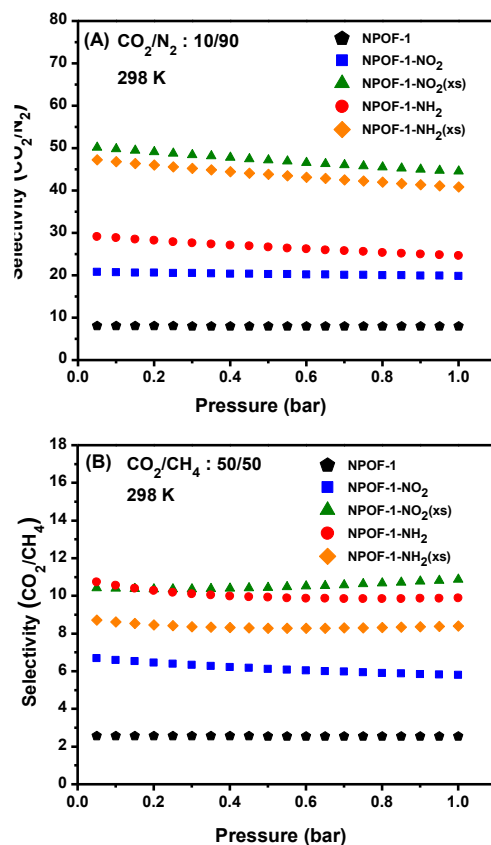 (A) CO₂/N₂ : 10/90
298 K
NPOF-1
NPOF-1-NO₂
NPOF-1-NO₂(xs)
NPOF-1-NH₂
NPOF-1-NH₂(xs)
Selectivity (CO₂/N₂)
80
70
60
50
40
30
20
10
0
0.0 0.2 0.4 0.6 0.8 1.0
Pressure (bar)
(B) CO₂/CH₄ : 50/50
298 K
NPOF-1
NPOF-1-NO₂
NPOF-1-NO₂(xs)
NPOF-1-NH₂
NPOF-1-NH₂(xs)
Selectivity (CO₂/CH₄)
18
16
14
12
10
8
6
4
2
0
0.0 0.2 0.4 0.6 0.8 1.0
Pressure (bar)